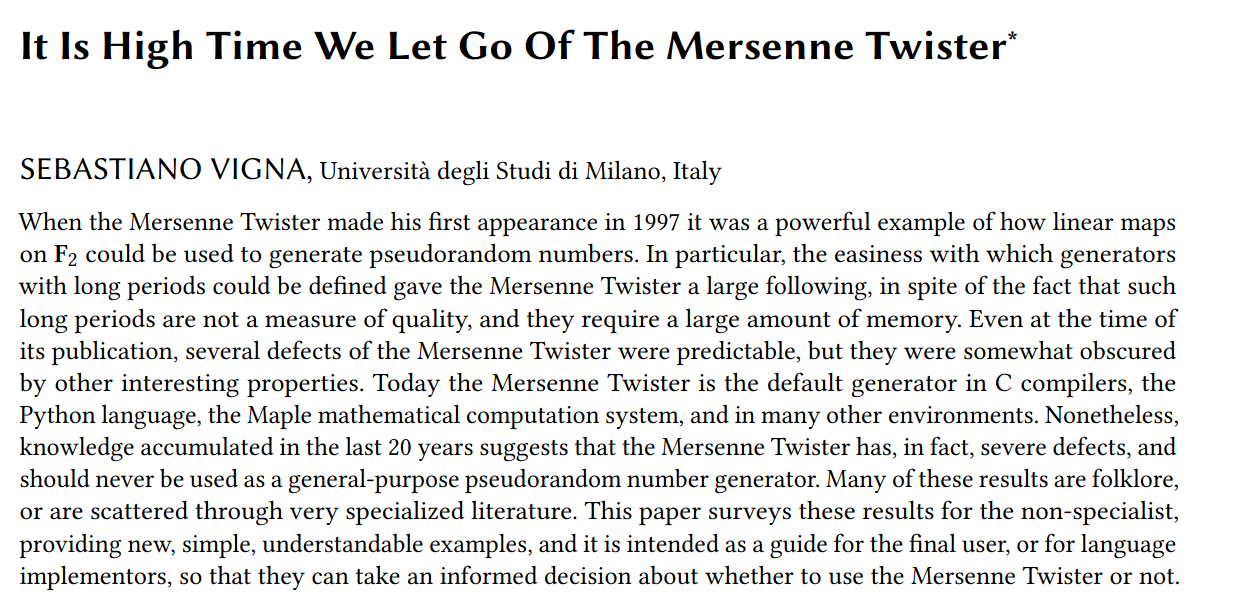 It Is High Time We Let Go Of The Mersenne Twister*
SEBASTIANO VIGNA, Università degli Studi di Milano, Italy
When the Mersenne Twister made his first appearance in 1997 it was a powerful example of how linear maps
on F₂ could be used to generate pseudorandom numbers. In particular, the easiness with which generators
with long periods could be defined gave the Mersenne Twister a large following, in spite of the fact that such
long periods are not a measure of quality, and they require a large amount of memory. Even at the time of
its publication, several defects of the Mersenne Twister were predictable, but they were somewhat obscured
by other interesting properties. Today the Mersenne Twister is the default generator in C compilers, the
Python language, the Maple mathematical computation system, and in many other environments. Nonetheless,
knowledge accumulated in the last 20 years suggests that the Mersenne Twister has, in fact, severe defects, and
should never be used as a general-purpose pseudorandom number generator. Many of these results are folklore,
or are scattered through very specialized literature. This paper surveys these results for the non-specialist,
providing new, simple, understandable examples, and it is intended as a guide for the final user, or for language
implementors, so that they can take an informed decision about whether to use the Mersenne Twister or not.